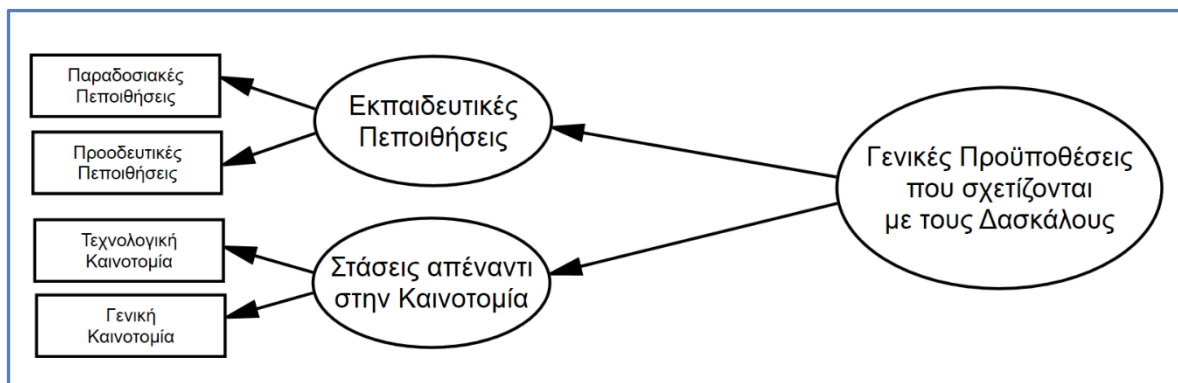 Παραδοσιακές
Πεποιθήσεις
Προοδευτικές
Πεποιθήσεις
Τεχνολογική
Καινοτομία
Γενική
Καινοτομία
Εκπαιδευτικές
Πεποιθήσεις
Στάσεις απέναντι
στην Καινοτομία
Γενικές Προϋποθέσεις
που σχετίζονται
με τους Δασκάλους